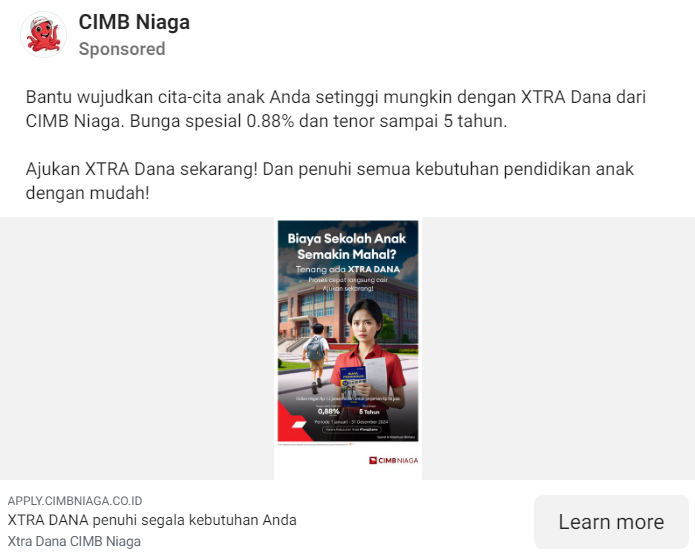 CIMB Niaga
Sponsored
Bantu wujudkan cita-cita anak Anda setinggi mungkin dengan XTRA Dana dari
CIMB Niaga. Bunga spesial 0.88% dan tenor sampai 5 tahun.
Ajukan XTRA Dana sekarang! Dan penuhi semua kebutuhan pendidikan anak
dengan mudah!
Biaya Sekolah Anak
Semakin Mahal?
Tenang ada XTRA DANA
Proses cepat langsung cair
Ajukan sekarang!
0,88%
5 Tahun
Periode 1 Januari - 31 Desember 2024
CIMB NIAGA
APPLY.CIMBNIAGA.CO.ID
XTRA DANA penuhi segala kebutuhan Anda
Xtra Dana CIMB Niaga
Learn more